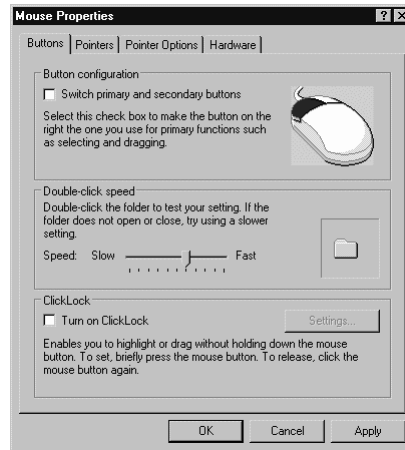 Mouse Properties
Buttons Pointers Pointer Options Hardware
Button configuration
Switch primary and secondary buttons
Select this check box to make the button on the
right the one you use for primary functions such
as selecting and dragging.
Double-click speed
Double-click the folder to test your setting. If the
folder does not open or close, try using a slower
setting.
Speed: Slow Fast
ClickLock
Turn on ClickLock Settings...
Enables you to highlight or drag without holding down the mouse
button. To set, briefly press the mouse button. To release, click the
mouse button again.
OK Cancel Apply